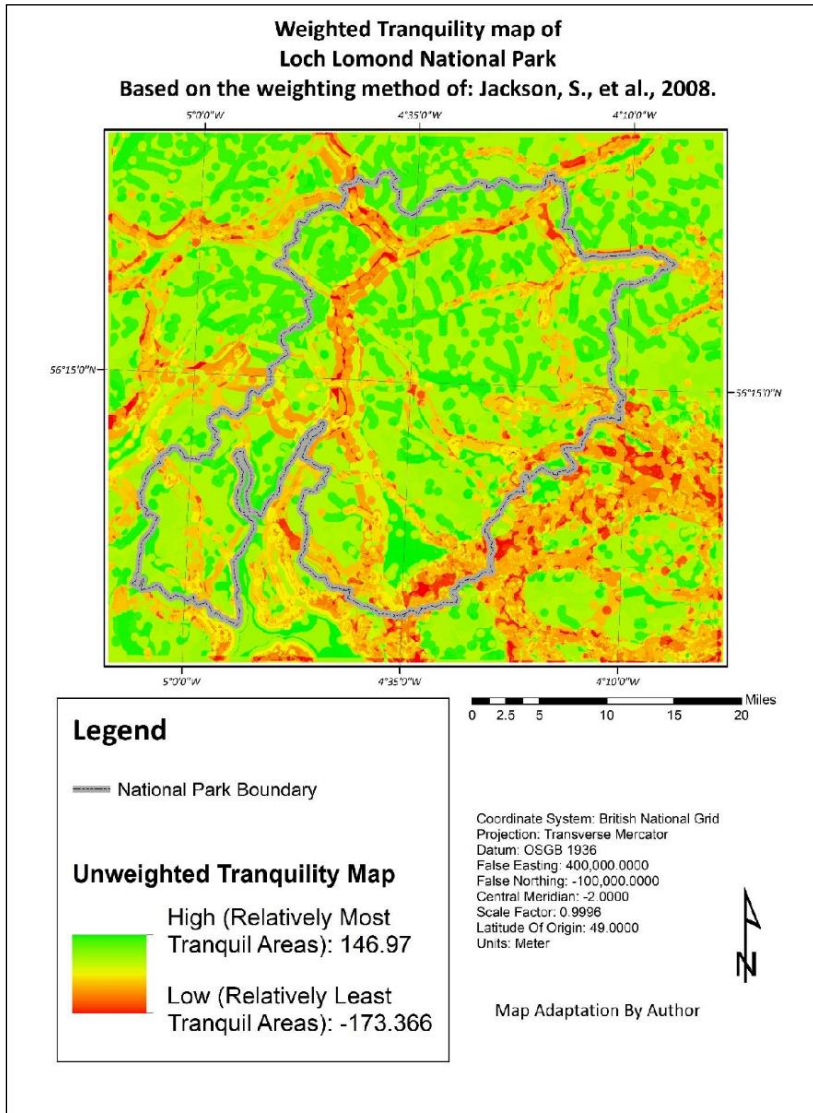 Weighted Tranquility map of
Loch Lomond National Park
Based on the weighting method of: Jackson, S., et al., 2008.
5°0'0"W 4°35'0"W 4°10'0"W
56°15'0"N
56°15'0"N
5°0'0"W 4°35'0"W 4°10'0"W
Miles
0 2.5 5 10 15 20
Legend
National Park Boundary
Unweighted Tranquility Map
High (Relatively Most
Tranquil Areas): 146.97
Low (Relatively Least
Tranquil Areas): -173.366
Coordinate System: British National Grid
Projection: Transverse Mercator
Datum: OSGB 1936
False Easting: 400,000.0000
False Northing: -100,000.0000
Central Meridian: -2.0000
Scale Factor: 0.9996
Latitude Of Origin: 49.0000
Units: Meter
N
Map Adaptation By Author